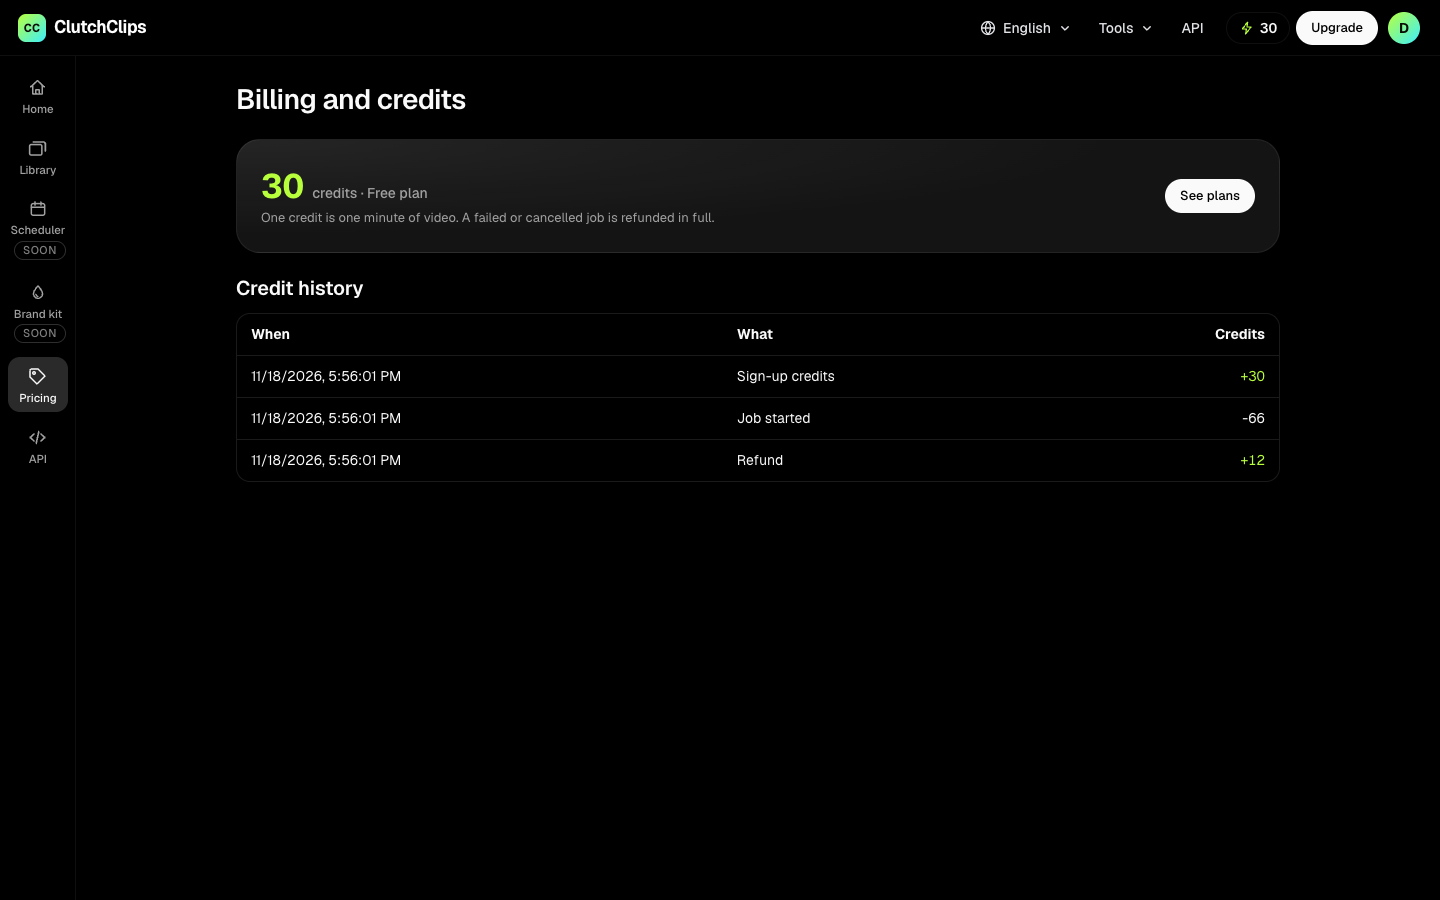 CC ClutchClips
English Tools API 30 Upgrade D
Home
Library
Scheduler
SOON
Brand kit
SOON
Pricing
API
Billing and credits
30 credits · Free plan
One credit is one minute of video. A failed or cancelled job is refunded in full.
See plans
Credit history
When What Credits
11/18/2026, 5:56:01 PM Sign-up credits +30
11/18/2026, 5:56:01 PM Job started -66
11/18/2026, 5:56:01 PM Refund +12